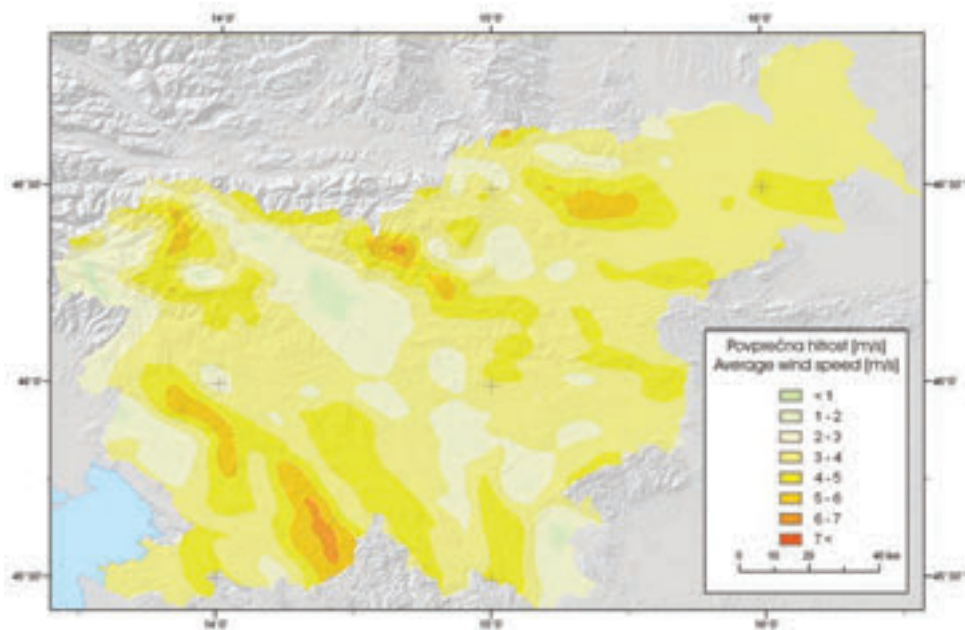 14°0'
15°0'
16°0'
46°30'
46°30'
46°0'
46°0'
45°30'
45°30'
14°0'
15°0'
16°0'
Povprečna hitrost [m/s]
Average wind speed [m/s]
< 1
1 - 2
2 - 3
3 - 4
4 - 5
5 - 6
6 - 7
7 <
0 10 20 40 km